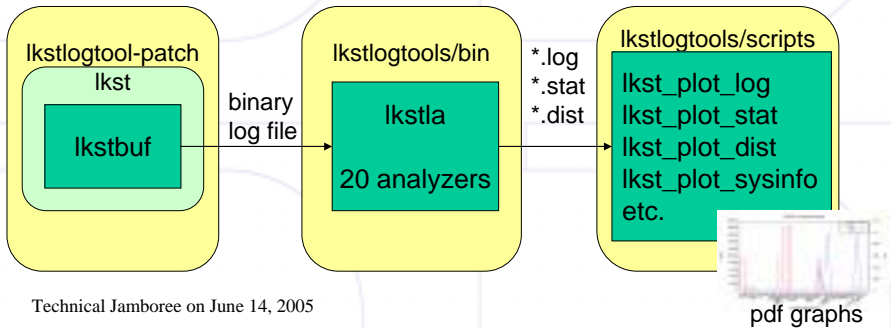 lkstlogtool-patch
lkst
lkstbuf
binary
log file
lkstlogtools/bin
lkstla
20 analyzers
*.log
*.stat
*.dist
lkstlogtools/scripts
lkst_plot_log
lkst_plot_stat
lkst_plot_dist
lkst_plot_sysinfo
etc.
pdf graphs
Technical Jamboree on June 14, 2005